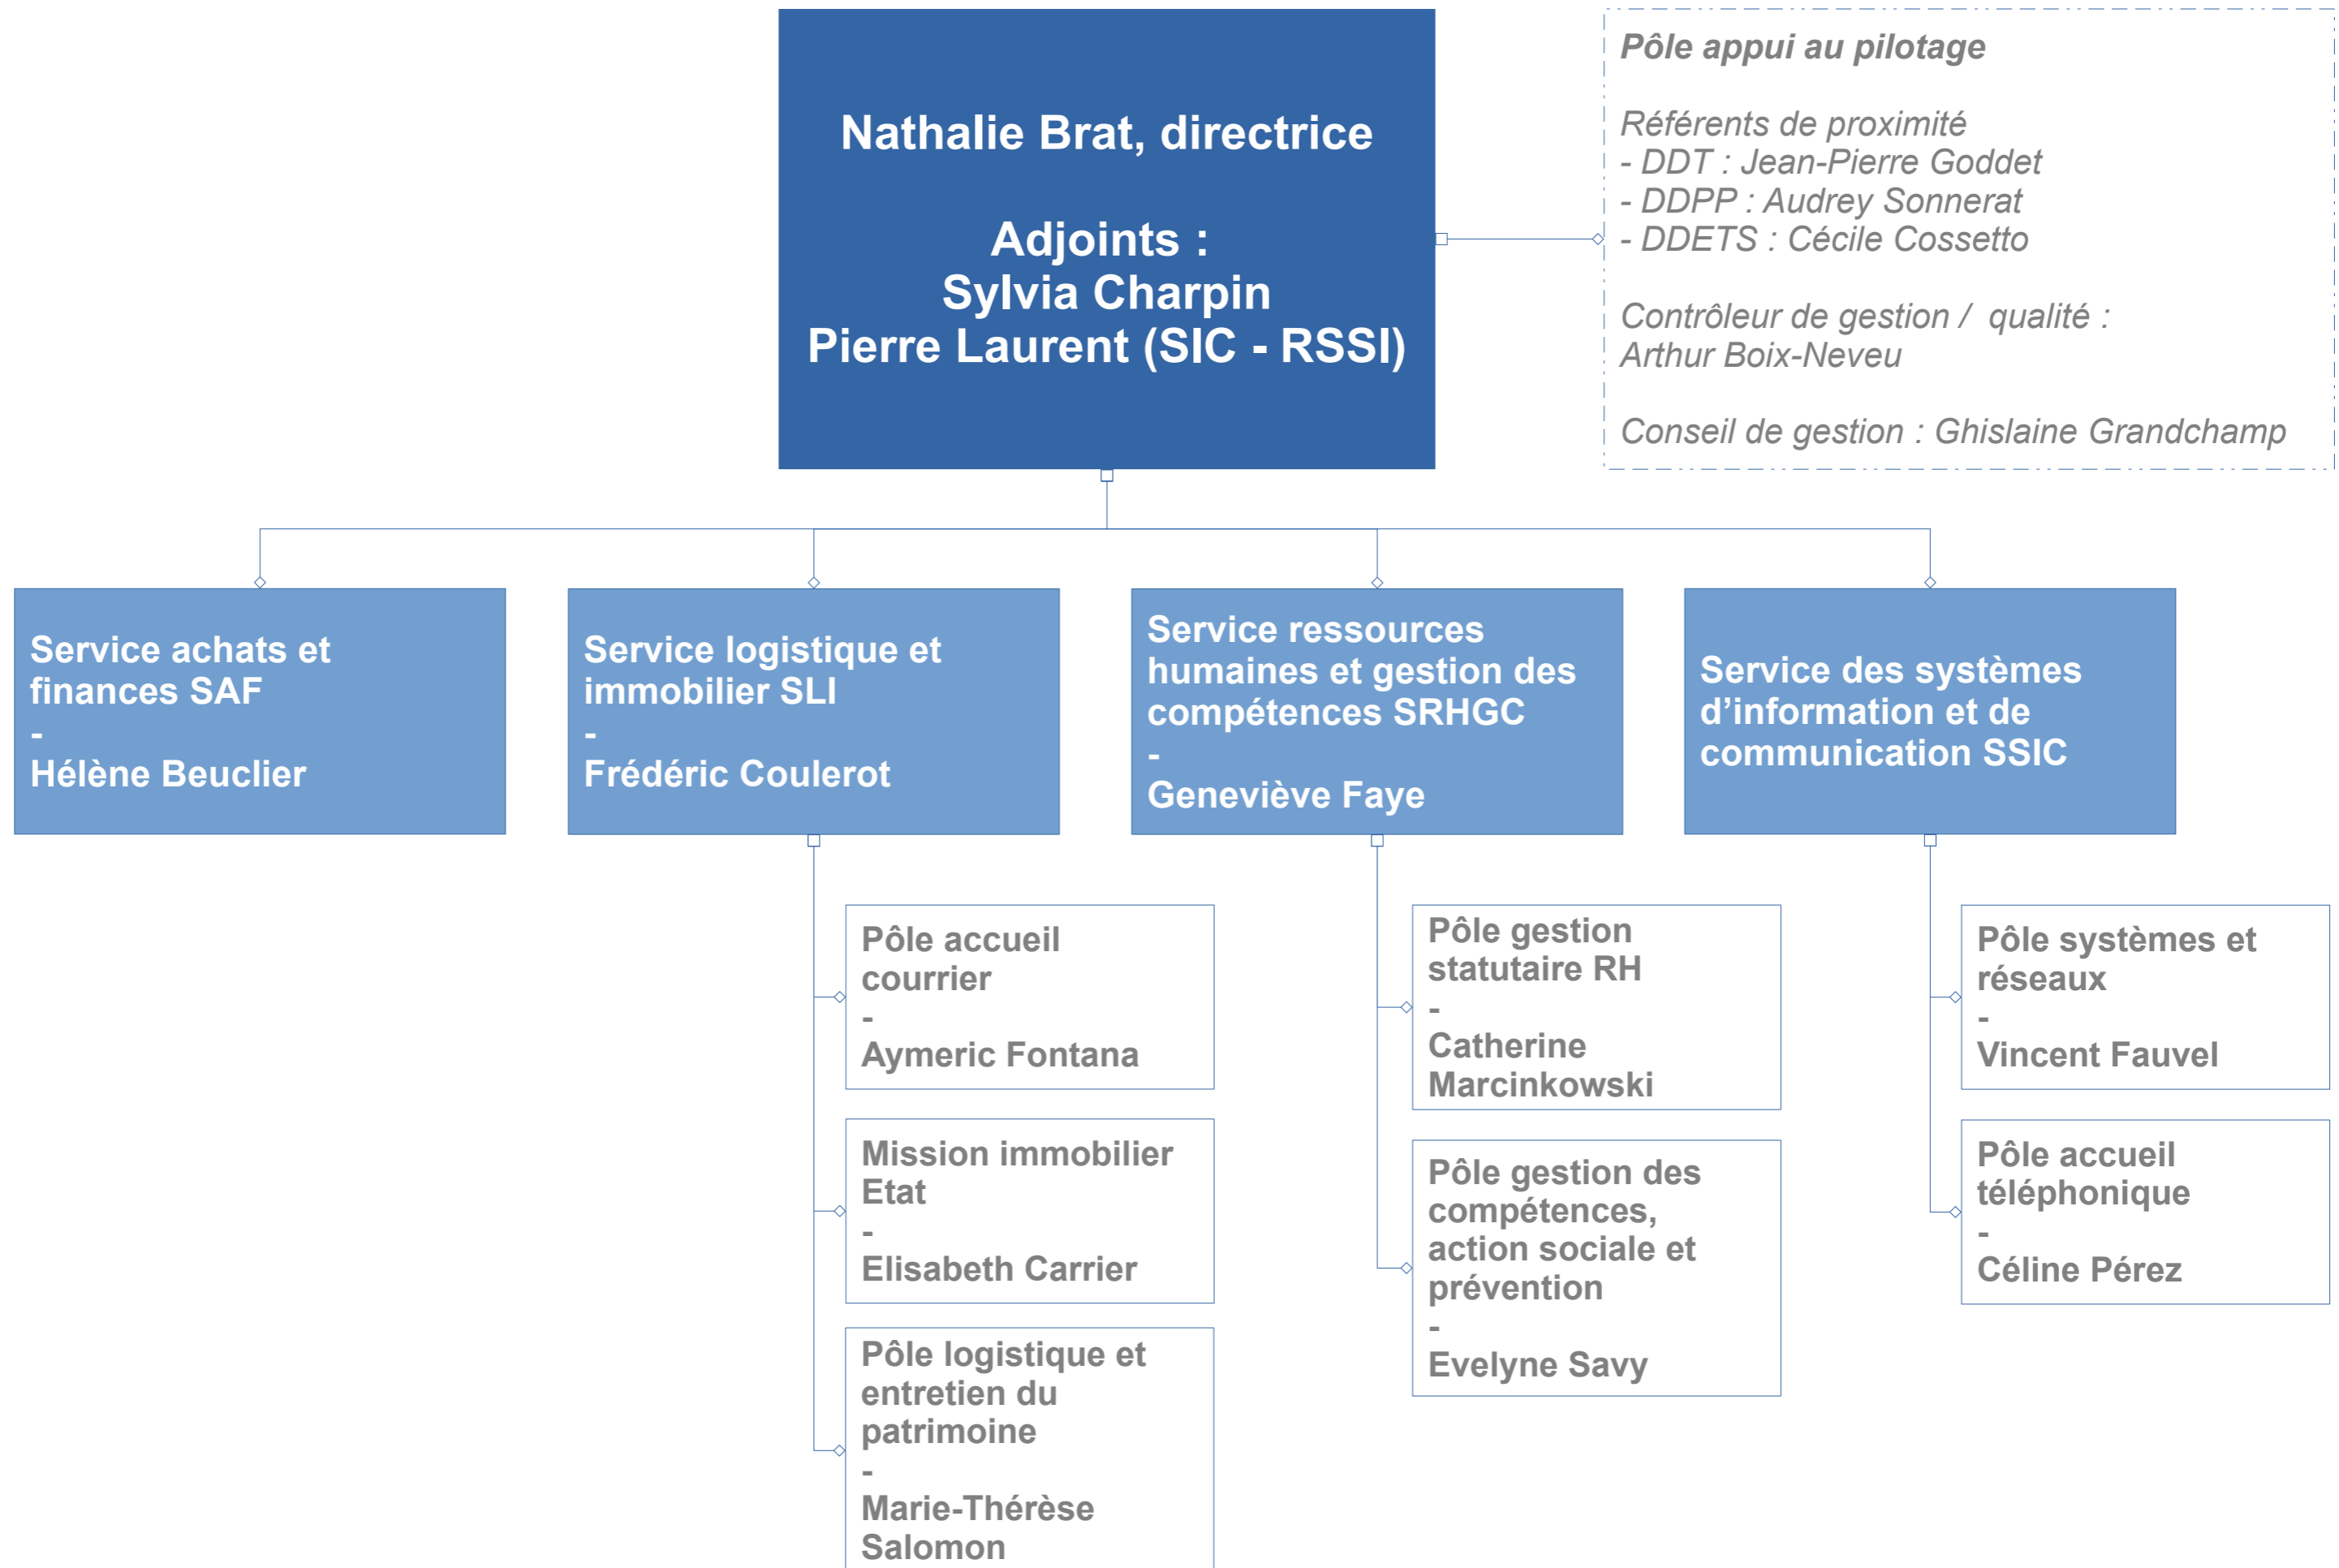 Nathalie Brat, directrice
Adjoints :
Sylvia Charpin
Pierre Laurent (SIC - RSSI)
Pôle appui au pilotage
Référents de proximité
- DDT : Jean-Pierre Goddet
- DDPP : Audrey Sonnerat
- DDETS : Cécile Cossetto
Contrôleur de gestion / qualité :
Arthur Boix-Neveu
Conseil de gestion : Ghislaine Grandchamp
Service achats et
finances SAF
-
Hélène Beuclier
Service logistique et
immobilier SLI
-
Frédéric Coulerot
Service ressources
humaines et gestion des
compétences SRHGC
-
Geneviève Faye
Service des systèmes
d’information et de
communication SSIC
Pôle accueil
courrier
-
Aymeric Fontana
Mission immobilier
Etat
-
Elisabeth Carrier
Pôle logistique et
entretien du
patrimoine
-
Marie-Thérèse
Salomon
Pôle gestion
statutaire RH
-
Catherine
Marcinkowski
Pôle gestion des
compétences,
action sociale et
prévention
-
Evelyne Savy
Pôle systèmes et
réseaux
-
Vincent Fauvel
Pôle accueil
téléphonique
-
Céline Pérez